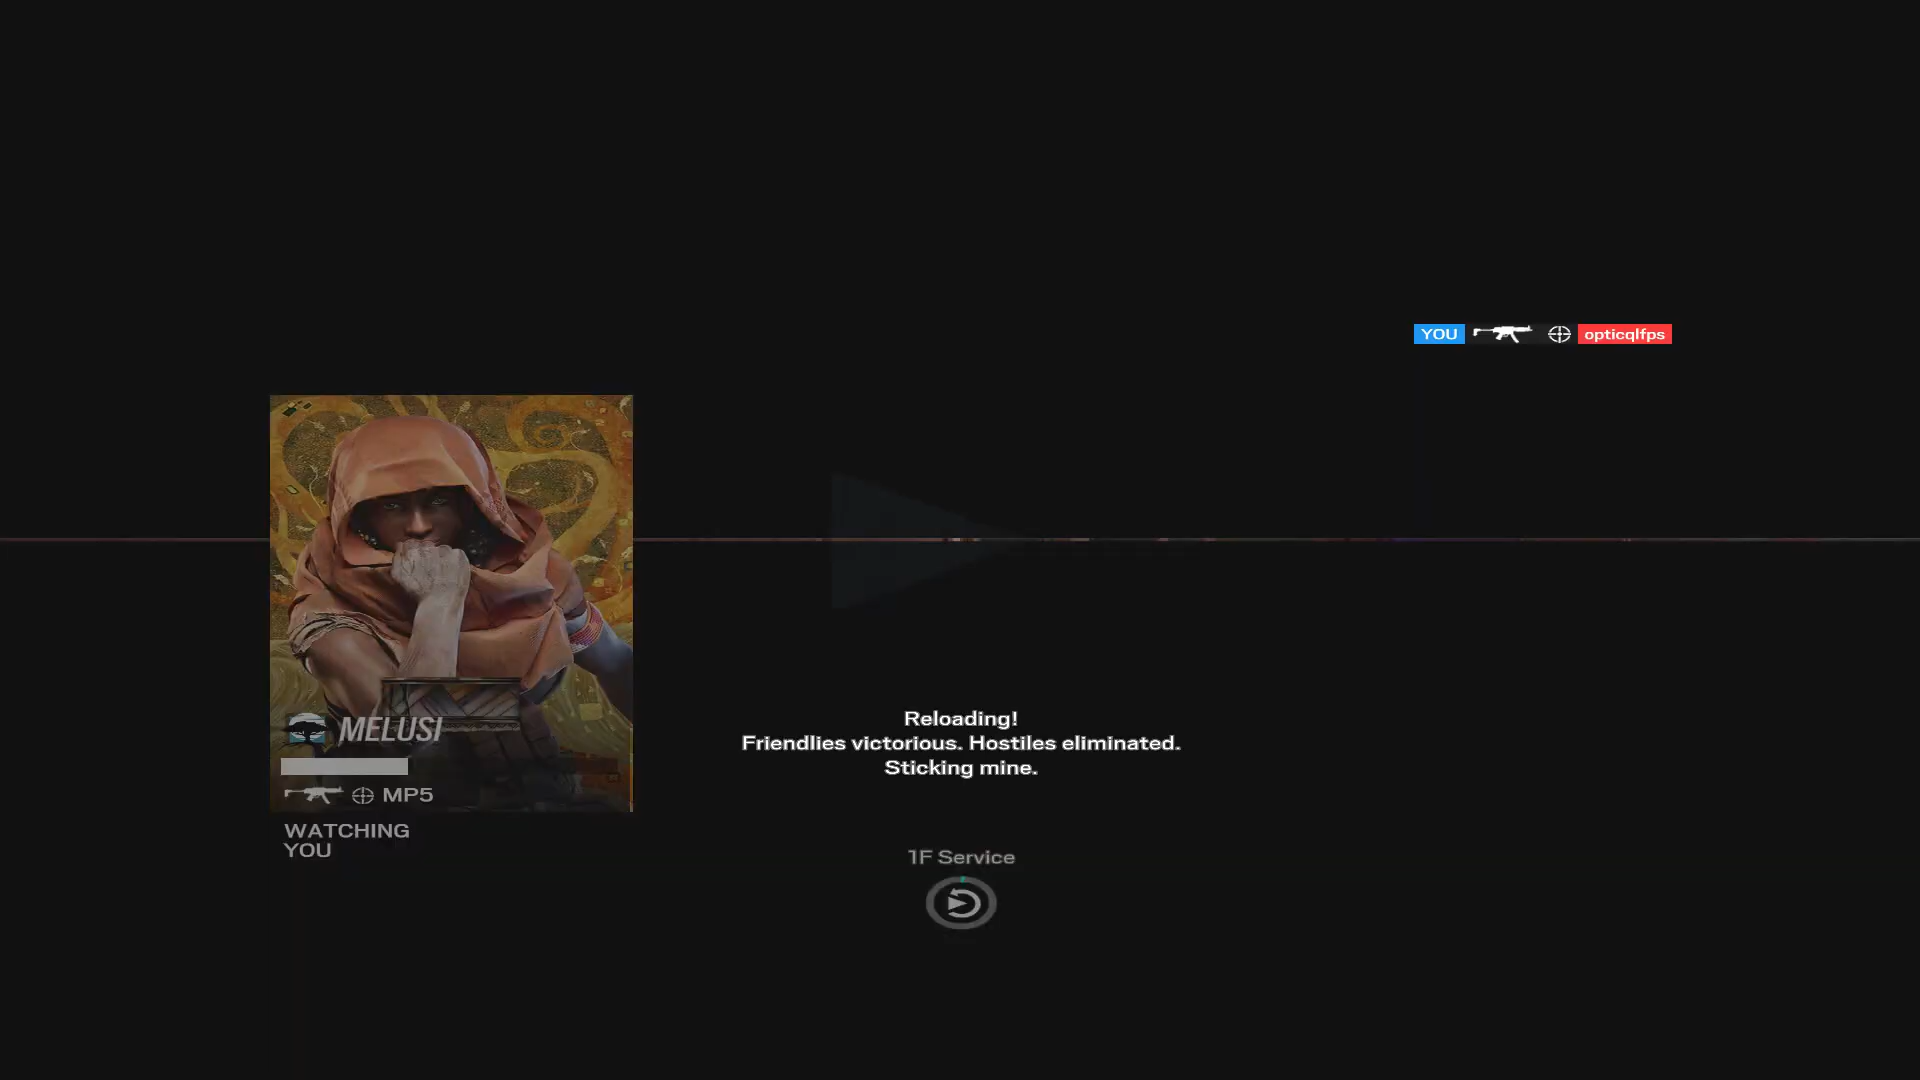 YOU opticqlfps
MELUSI
MP5
WATCHING
YOU
Reloading!
Friendlies victorious. Hostiles eliminated.
Sticking mine.
1F Service